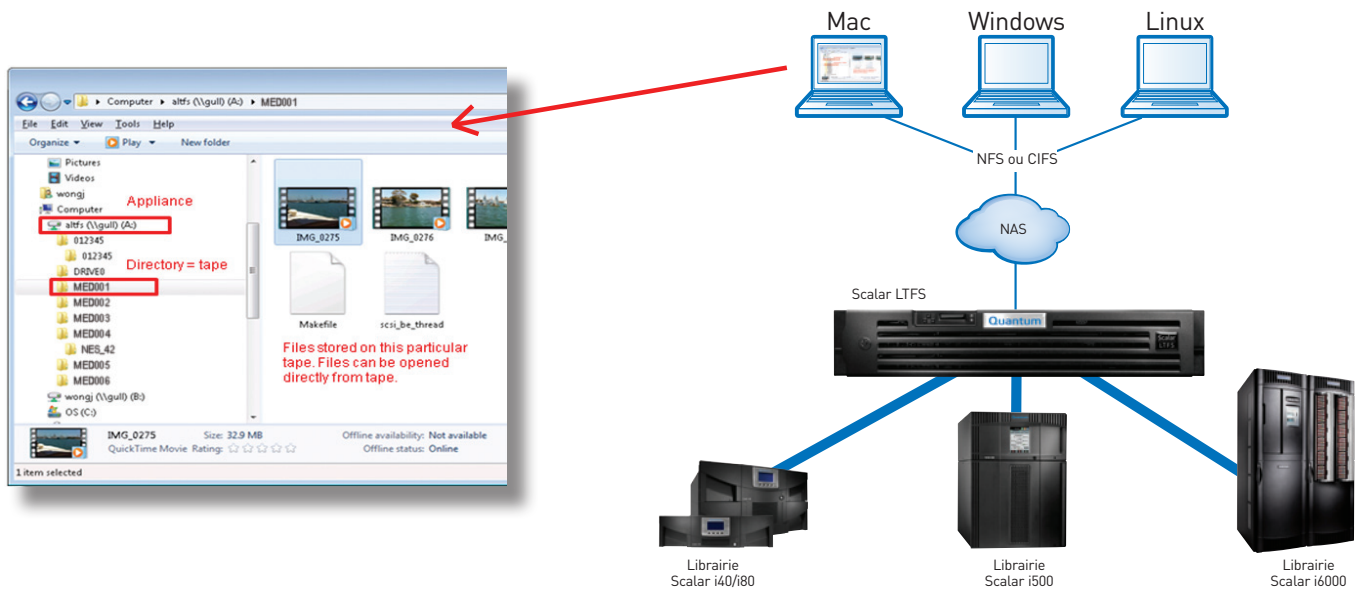 Computer ▸ altfs (\\gull) (A:) ▸ MED001
File Edit View Tools Help
Organize Play New folder
Pictures
Videos
wongj
Computer
Appliance
altfs (\\gull) (A:)
012345
012345
DRIVE0
Directory = tape
MED001
MED002
MED003
MED004
NES_42
MED005
MED006
wongj (\\gull) (B:)
OS (C:)
IMG_0275 IMG_0276 IMG_
Makefile scsi_be_thread
Files stored on this particular
tape. Files can be opened
directly from tape.
IMG_0275 Size: 32.9 MB Offline availability: Not available
QuickTime Movie Rating: ☆☆☆☆☆ Offline status: Online
1 item selected
Mac Windows Linux
NFS ou CIFS
NAS
Scalar LTFS
Quantum
Scalar
LTFS
Librairie
Scalar i40/i80
Librairie
Scalar i500
Librairie
Scalar i6000